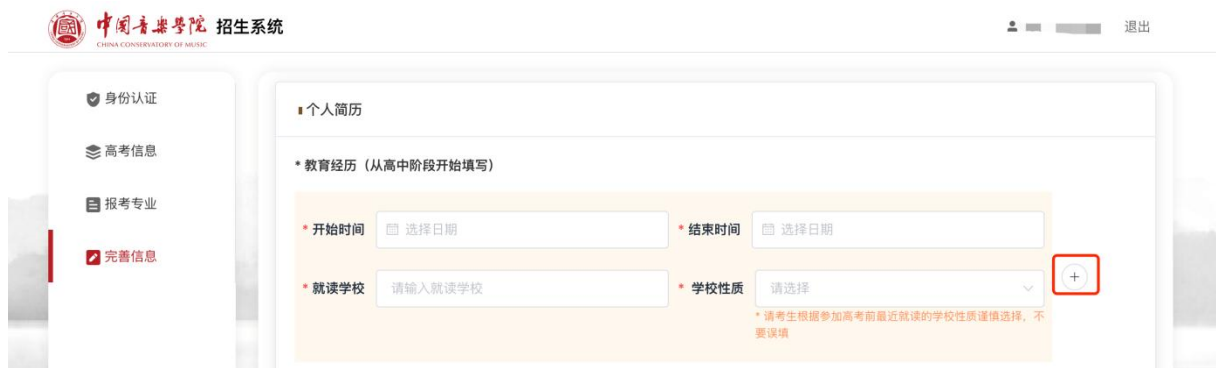 中国音乐学院 招生系统
CHINA CONSERVATORY OF MUSIC
退出
身份认证
高考信息
报考专业
完善信息
个人简历
* 教育经历（从高中阶段开始填写）
* 开始时间 选择日期
* 结束时间 选择日期
* 就读学校 请输入就读学校
* 学校性质 请选择
* 请考生根据参加高考前最近就读的学校性质谨慎选择，不
要误填